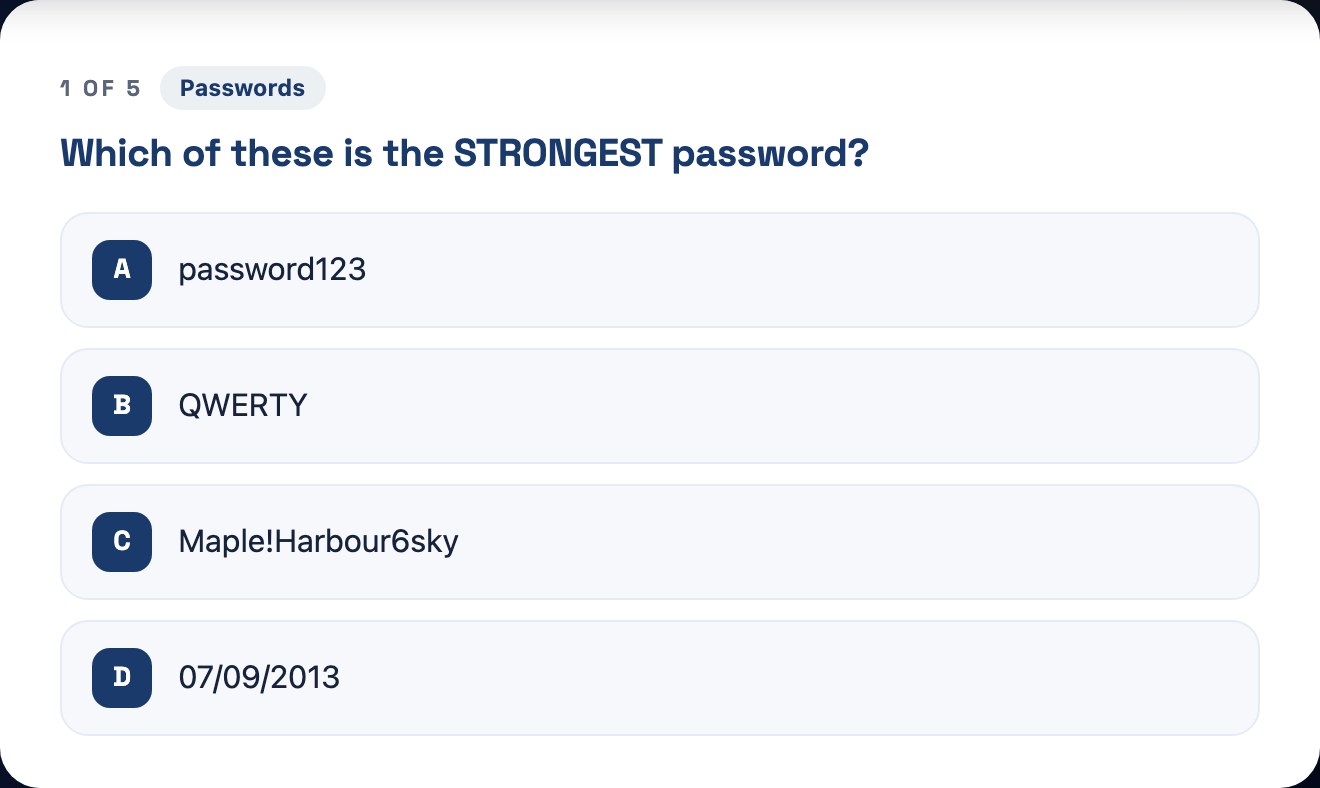 1 OF 5 Passwords
Which of these is the STRONGEST password?
A password123
B QWERTY
C Maple!Harbour6sky
D 07/09/2013